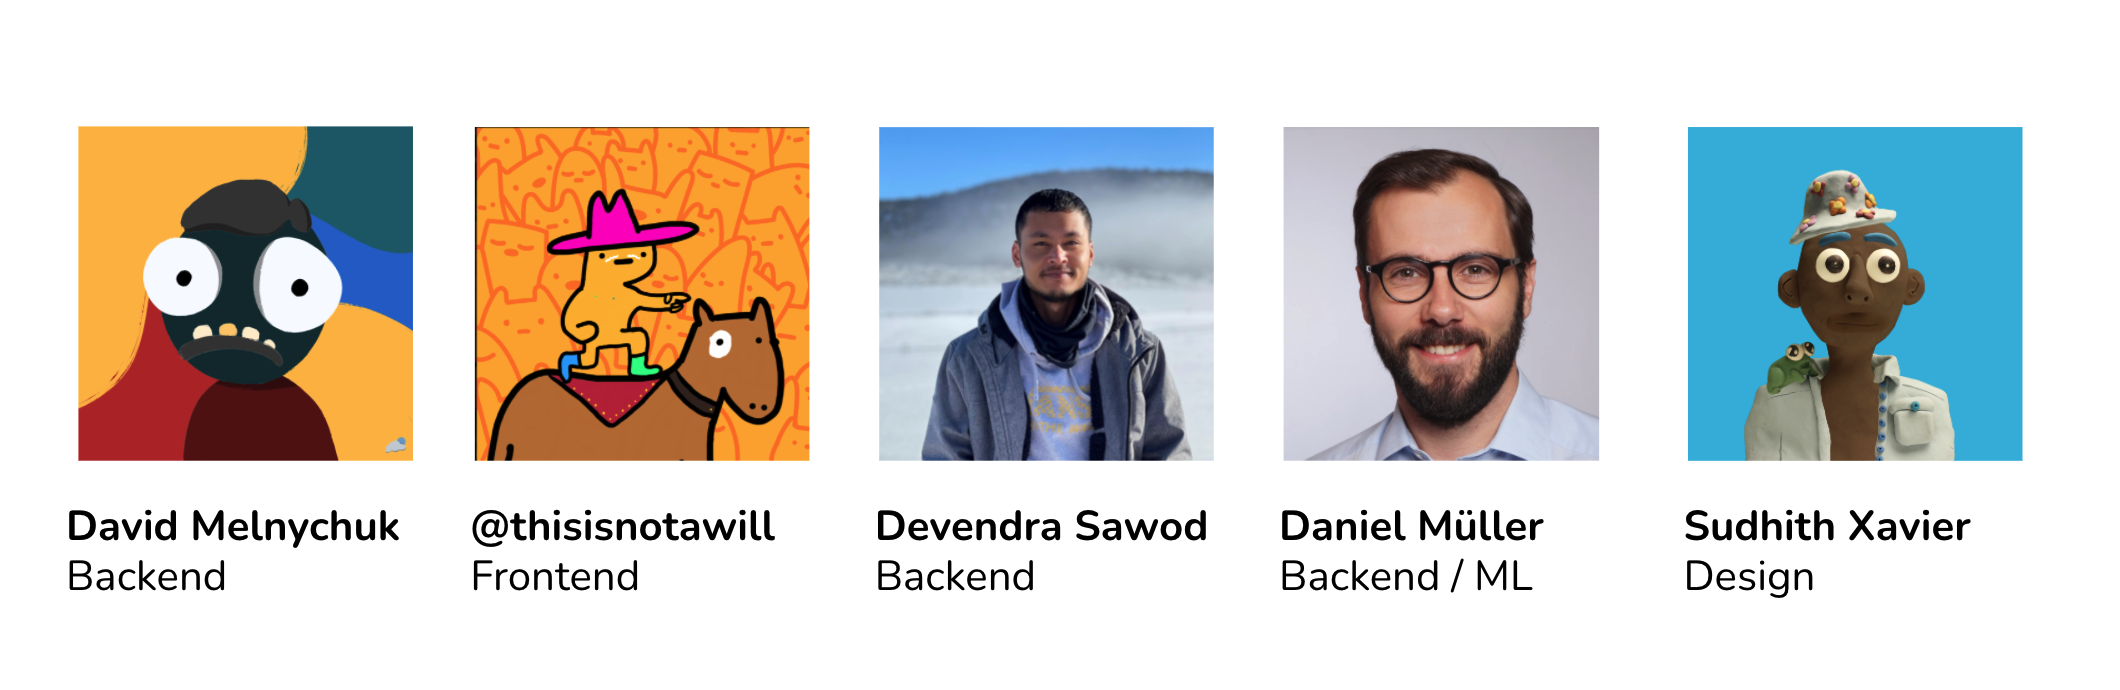 David Melnychuk
Backend
@thisisnotawill
Frontend
Devendra Sawod
Backend
Daniel Müller
Backend / ML
Sudhith Xavier
Design